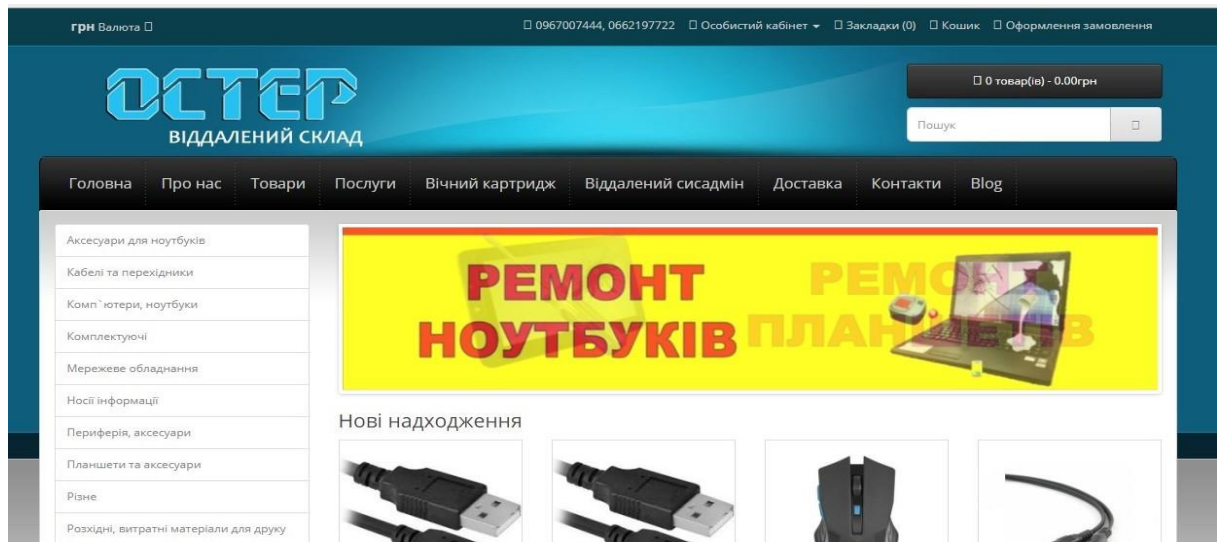 грн Валюта
0967007444, 0662197722 Особистий кабінет Закладки (0) Кошик Оформлення замовлення
ОСТЕР
ВІДДАЛЕНИЙ СКЛАД
0 товар(ів) - 0.00грн
Пошук
Головна Про нас Товари Послуги Вічний картридж Віддалений сисадмін Доставка Контакти Blog
Аксесуари для ноутбуків
Кабелі та перехідники
Комп`ютери, ноутбуки
Комплектуючі
Мережеве обладнання
Носії інформації
Периферія, аксесуари
Планшети та аксесуари
Різне
Розхідні, витратні матеріали для друку
РЕМОНТ
НОУТБУКІВ
РЕМОНТ
ПЛАНШЕТІВ
Нові надходження